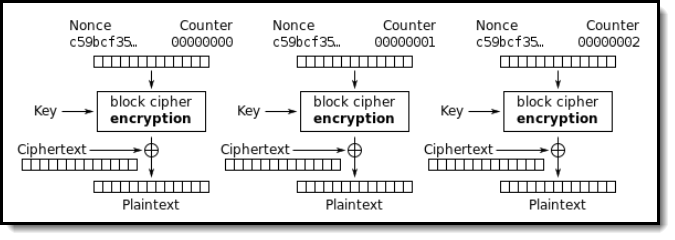 Nonce Counter Nonce Counter Nonce Counter
c59bcf35… 00000000 c59bcf35… 00000001 c59bcf35… 00000002
block cipher block cipher block cipher
Key encryption Key encryption Key encryption
Ciphertext Ciphertext Ciphertext
Plaintext Plaintext Plaintext